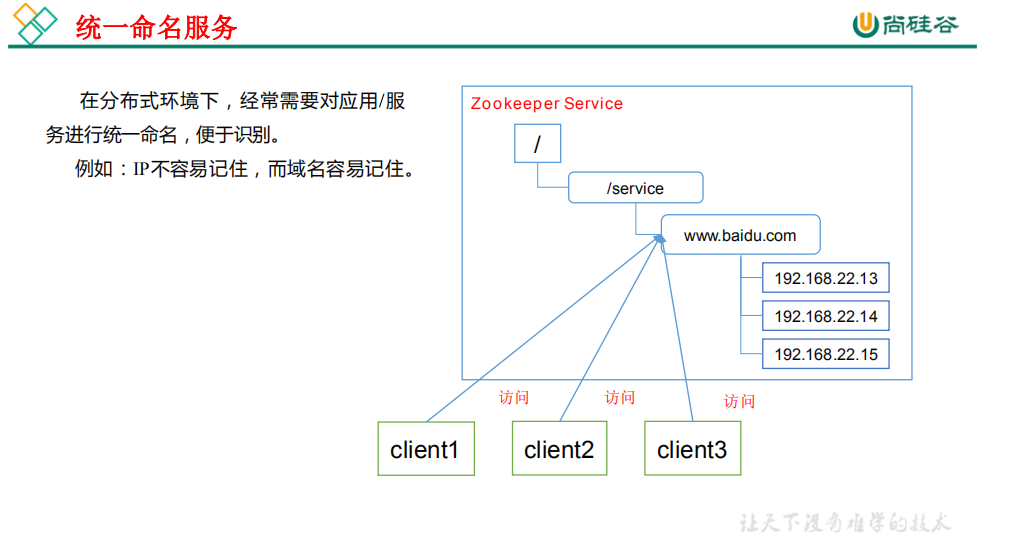 统一命名服务
尚硅谷
在分布式环境下，经常需要对应用/服
务进行统一命名，便于识别。
例如：IP不容易记住，而域名容易记住。
Zookeeper Service
/
/service
www.baidu.com
192.168.22.13
192.168.22.14
192.168.22.15
访问
访问
访问
client1
client2
client3
让天下没有难学的技术